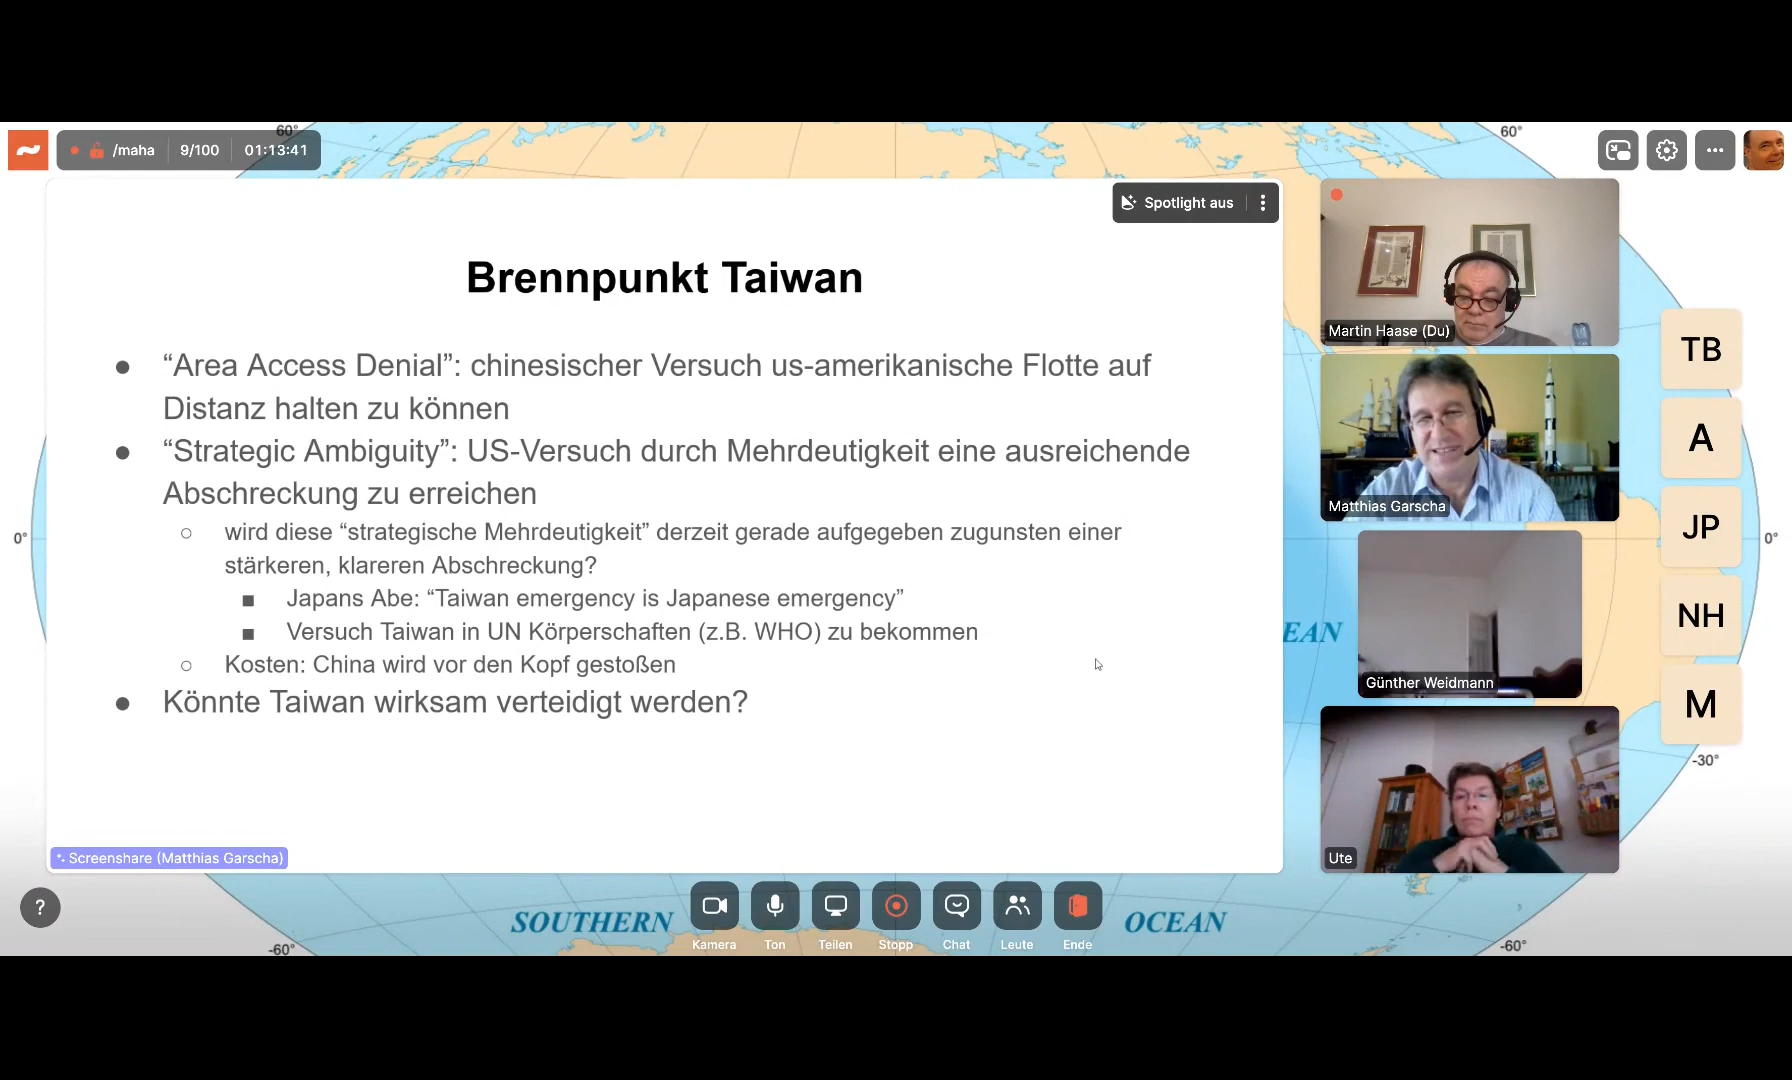 60°
60°
/maha
9/100
01:13:41
Spotlight aus
Brennpunkt Taiwan
● “Area Access Denial”: chinesischer Versuch us-amerikanische Flotte auf
Distanz halten zu können
● “Strategic Ambiguity”: US-Versuch durch Mehrdeutigkeit eine ausreichende
Abschreckung zu erreichen
○ wird diese “strategische Mehrdeutigkeit” derzeit gerade aufgegeben zugunsten einer
stärkeren, klareren Abschreckung?
■ Japans Abe: “Taiwan emergency is Japanese emergency”
■ Versuch Taiwan in UN Körperschaften (z.B. WHO) zu bekommen
○ Kosten: China wird vor den Kopf gestoßen
● Könnte Taiwan wirksam verteidigt werden?
Screenshare (Matthias Garscha)
Martin Haase (Du)
Matthias Garscha
Günther Weidmann
Ute
TB
A
JP
NH
M
0°
0°
EAN
-30°
?
SOUTHERN
OCEAN
Kamera
Ton
Teilen
Stopp
Chat
Leute
Ende
-60°
-60°